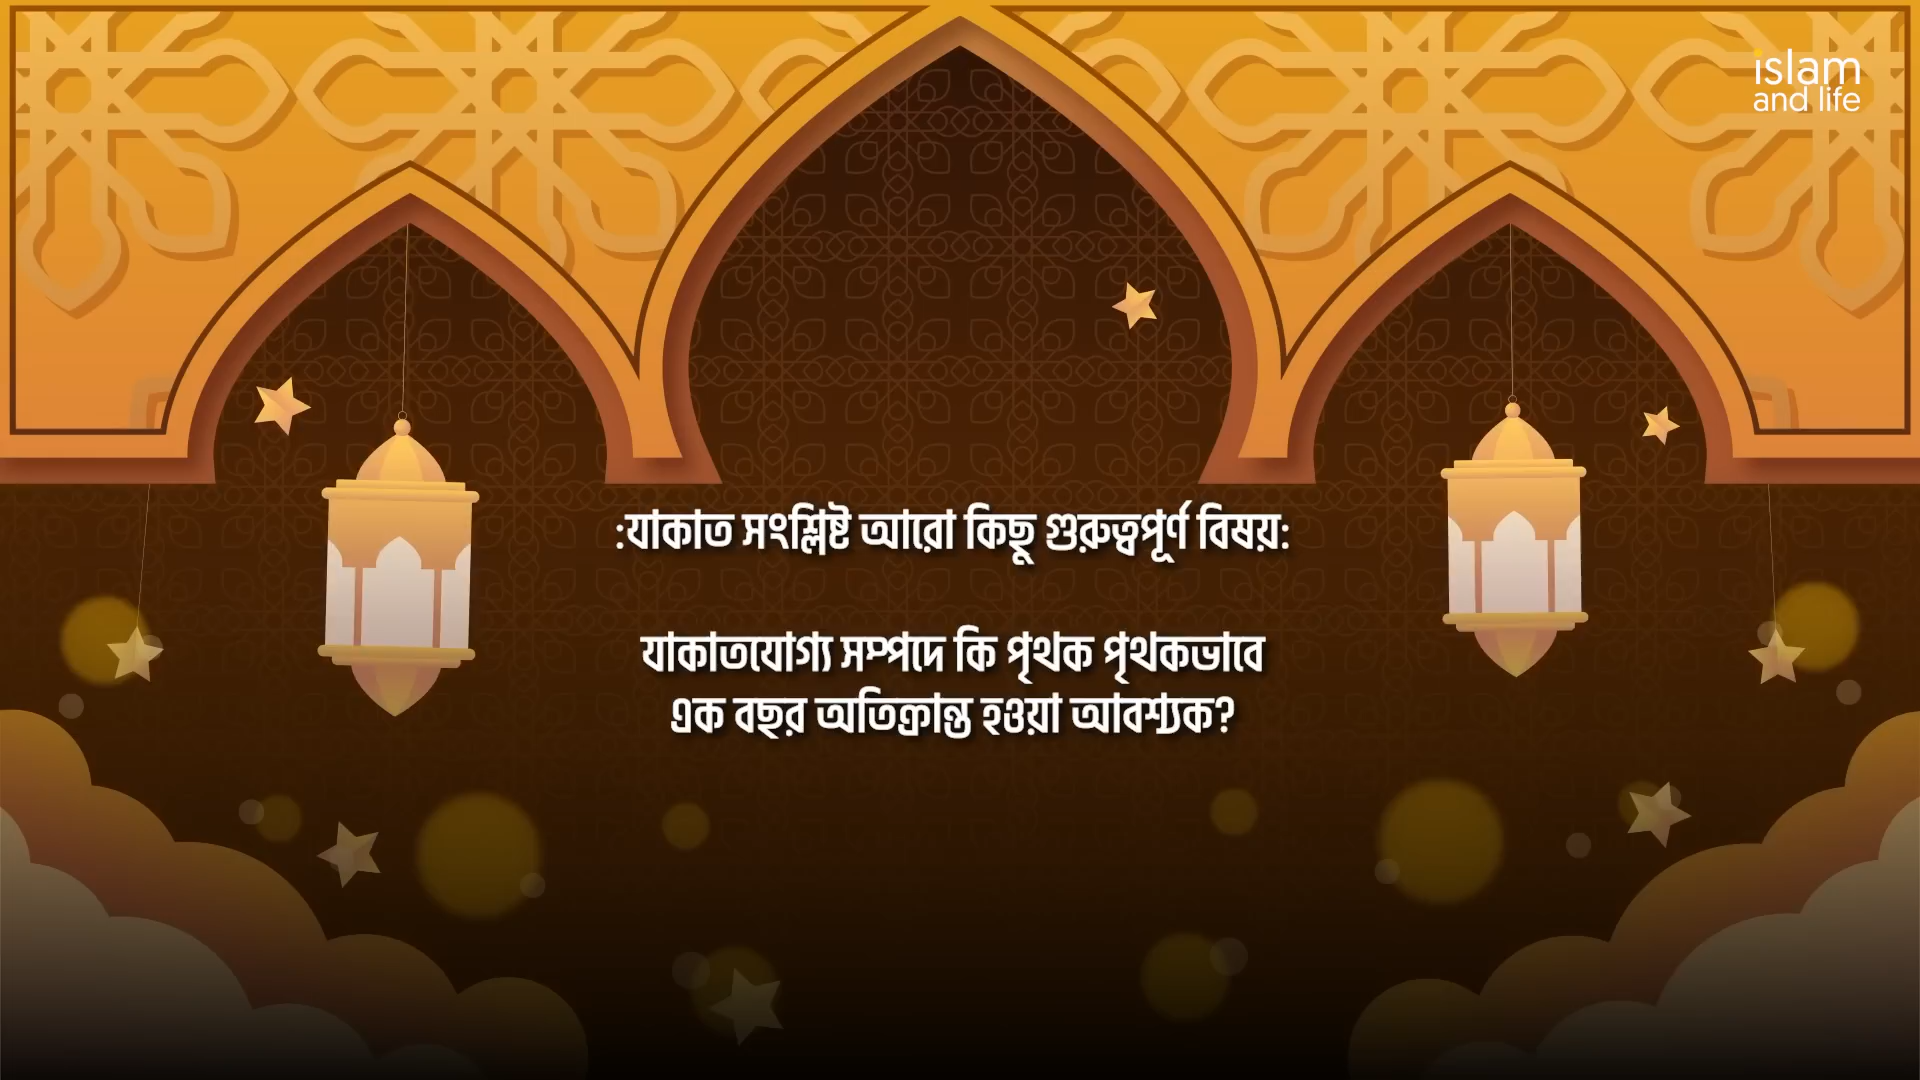 islam
and life
:যাকাত সংশ্লিষ্ট আরো কিছু গুরুত্বপূর্ণ বিষয়:
যাকাতযোগ্য সম্পদে কি পৃথক পৃথকভাবে
এক বছর অতিক্রান্ত হওয়া আবশ্যক?